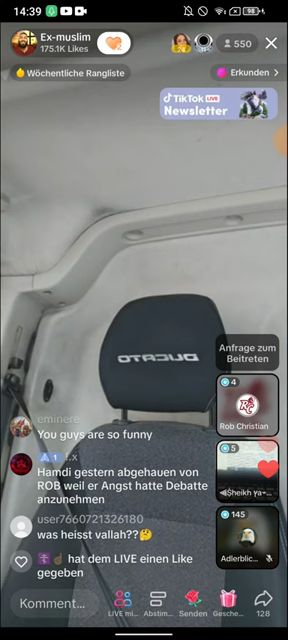 14:39
98
Ex-muslim
175.1K Likes
550
Wöchentliche Rangliste
Erkunden >
TikTok LIVE
Newsletter
DUCATO
Anfrage zum
Beitreten
4
Rob Christian
5
145
Adlerblic...
eminere
You guys are so funny
1
.x
Hamdi gestern abgehauen von
ROB weil er Angst hatte Debatte
anzunehmen
user7660721326180
was heisst vallah??🤔
hat dem LIVE einen Like
gegeben
Komment...
LIVE mi...
Abstim...
Senden
Gesche...
128